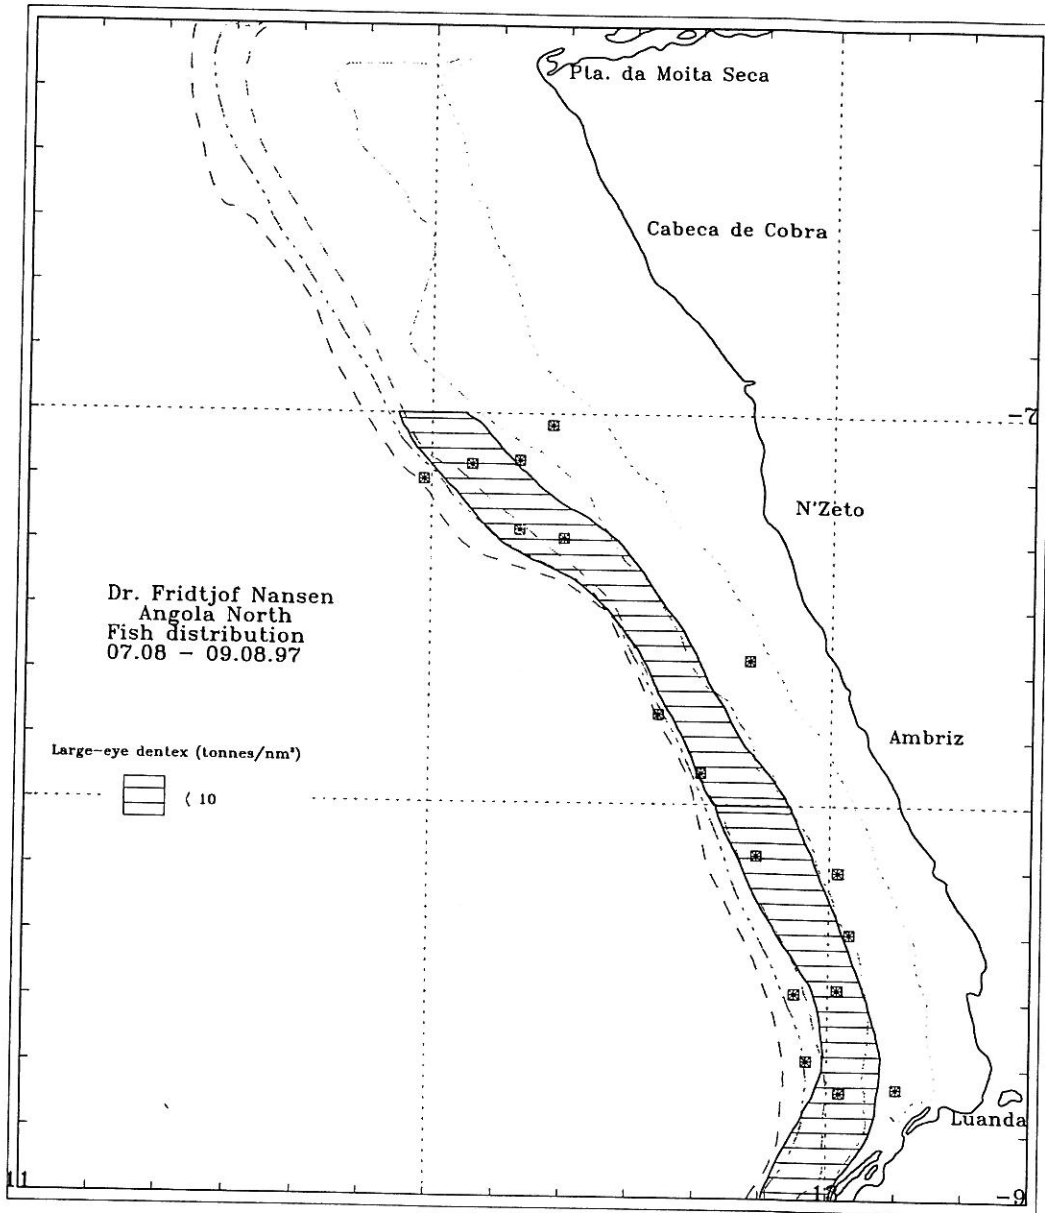 Pta. da Moita Seca
Cabeca de Cobra
-7
N'Zeto
Dr. Fridtjof Nansen
Angola North
Fish distribution
07.08 – 09.08.97
Ambriz
Large-eye dentex (tonnes/nm²)
⟨ 10
Luanda
11
-9